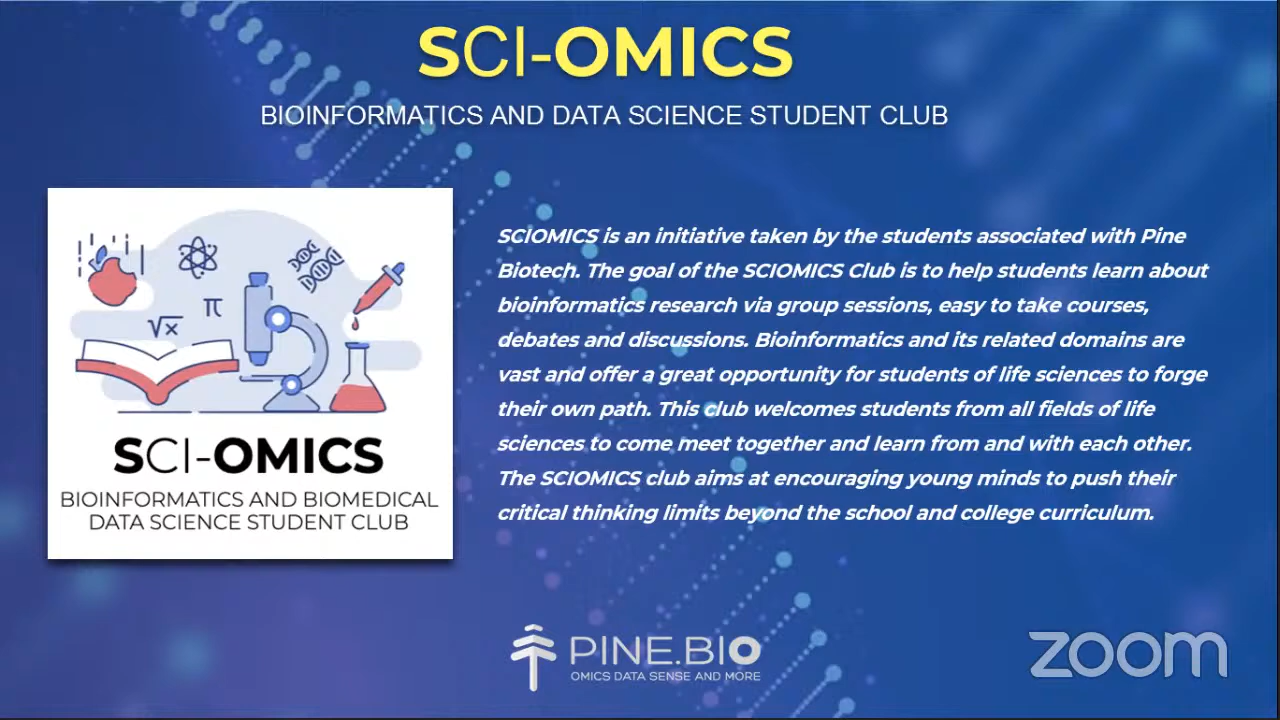 SCI-OMICS
BIOINFORMATICS AND DATA SCIENCE STUDENT CLUB
π
√x
SCI-OMICS
BIOINFORMATICS AND BIOMEDICAL
DATA SCIENCE STUDENT CLUB
SCIOMICS is an initiative taken by the students associated with Pine
Biotech. The goal of the SCIOMICS Club is to help students learn about
bioinformatics research via group sessions, easy to take courses,
debates and discussions. Bioinformatics and its related domains are
vast and offer a great opportunity for students of life sciences to forge
their own path. This club welcomes students from all fields of life
sciences to come meet together and learn from and with each other.
The SCIOMICS club aims at encouraging young minds to push their
critical thinking limits beyond the school and college curriculum.
PINE.BIO
OMICS DATA SENSE AND MORE
zoom